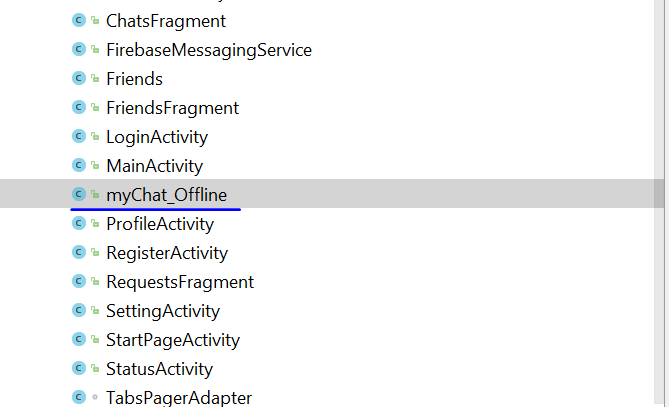 ChatsFragment
FirebaseMessagingService
Friends
FriendsFragment
LoginActivity
MainActivity
myChat_Offline
ProfileActivity
RegisterActivity
RequestsFragment
SettingActivity
StartPageActivity
StatusActivity
TabsPagerAdapter